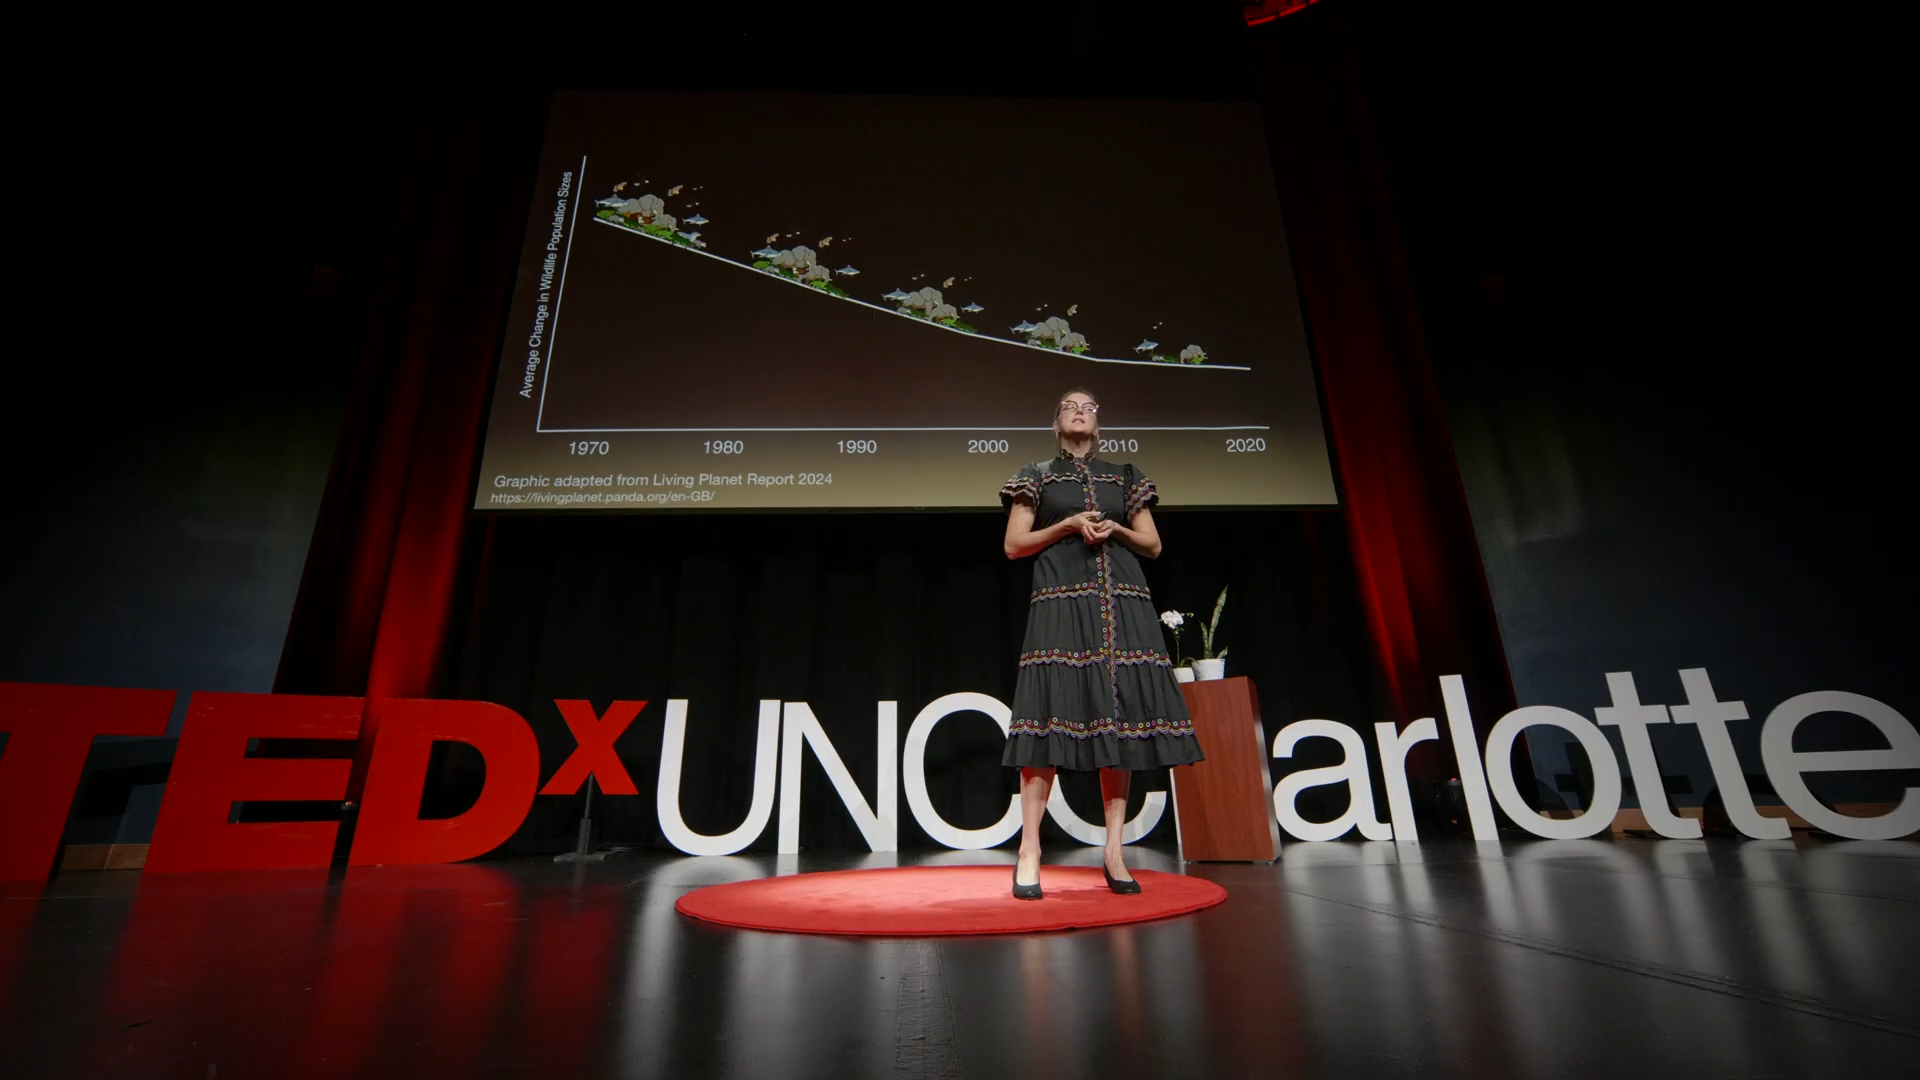 Average Change in Wildlife Population Sizes
1970 1980 1990 2000 2010 2020
Graphic adapted from Living Planet Report 2024
https://livingplanet.panda.org/en-GB/
TEDxUNCCharlotte